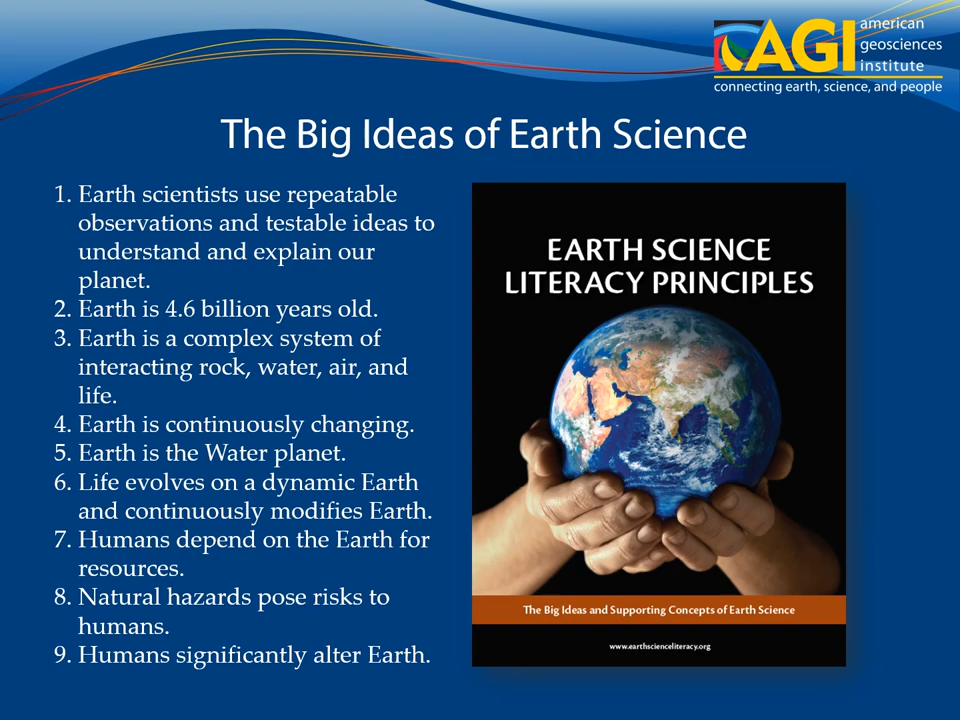 AGI
american
geosciences
institute
connecting earth, science, and people
The Big Ideas of Earth Science
1. Earth scientists use repeatable
observations and testable ideas to
understand and explain our
planet.
2. Earth is 4.6 billion years old.
3. Earth is a complex system of
interacting rock, water, air, and
life.
4. Earth is continuously changing.
5. Earth is the Water planet.
6. Life evolves on a dynamic Earth
and continuously modifies Earth.
7. Humans depend on the Earth for
resources.
8. Natural hazards pose risks to
humans.
9. Humans significantly alter Earth.
EARTH SCIENCE
LITERACY PRINCIPLES
The Big Ideas and Supporting Concepts of Earth Science
www.earthscienceliteracy.org